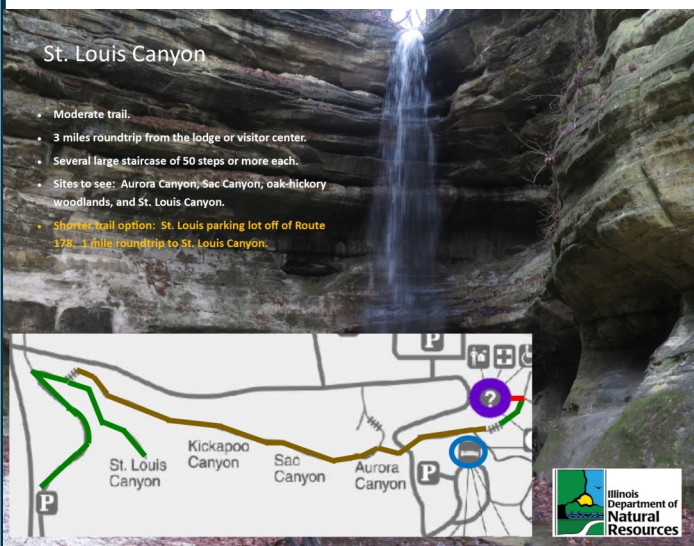 St. Louis Canyon
• Moderate trail.
• 3 miles roundtrip from the lodge or visitor center.
• Several large staircase of 50 steps or more each.
• Sites to see: Aurora Canyon, Sac Canyon, oak-hickory
woodlands, and St. Louis Canyon.
• Shorter trail option: St. Louis parking lot off of Route
178, 1 mile roundtrip to St. Louis Canyon.
P
?
St. Louis
Canyon
Kickapoo
Canyon
Sac
Canyon
Aurora
Canyon
P
P
Illinois
Department of
Natural
Resources